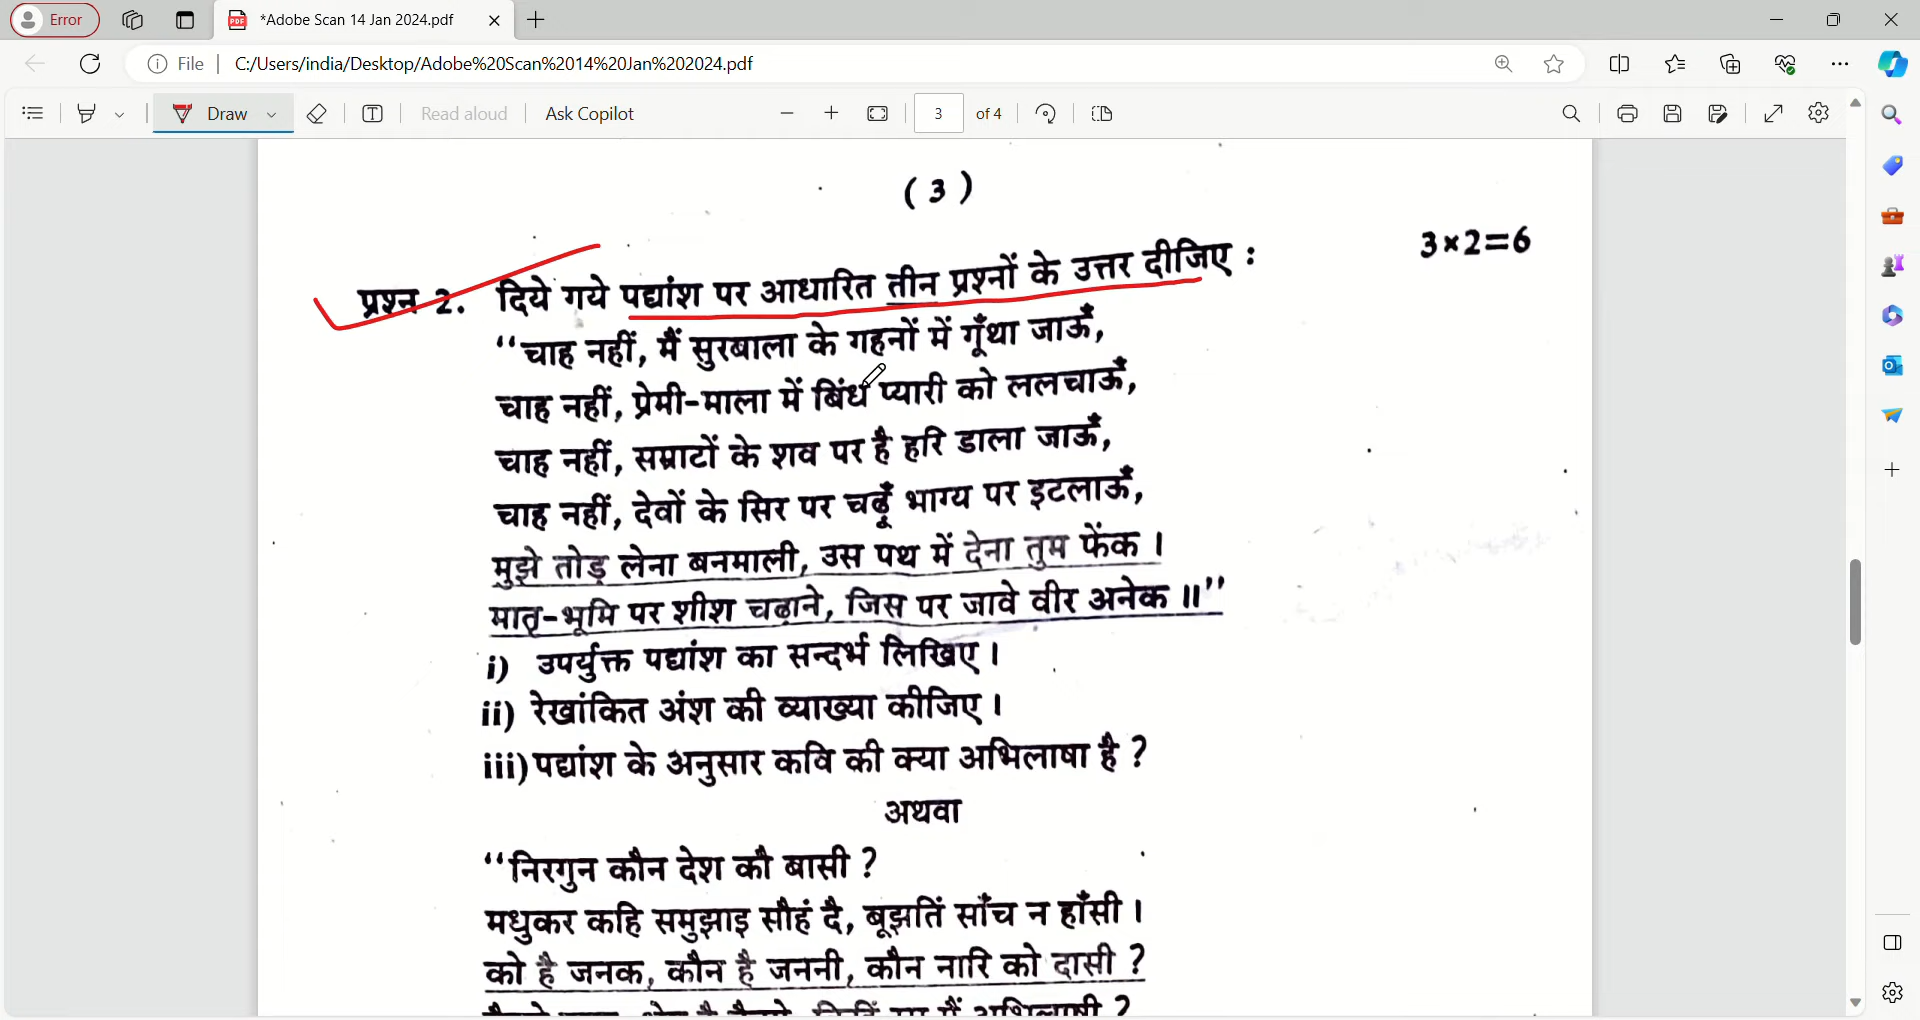 Error
*Adobe Scan 14 Jan 2024.pdf
File
C:/Users/india/Desktop/Adobe%20Scan%2014%20Jan%202024.pdf
Draw
Read aloud
Ask Copilot
3 of 4
( 3 )
प्रश्न 2. दिये गये पद्यांश पर आधारित तीन प्रश्नों के उत्तर दीजिए : 3×2=6
‘‘चाह नहीं, मैं सुरबाला के गहनों में गूँथा जाऊँ,
चाह नहीं, प्रेमी-माला में बिंध प्यारी को ललचाऊँ,
चाह नहीं, सम्राटों के शव पर है हरि डाला जाऊँ,
चाह नहीं, देवों के सिर पर चढ़ूँ भाग्य पर इटलाऊँ,
मुझे तोड़ लेना बनमाली, उस पथ में देना तुम फेंक ।
मातृ-भूमि पर शीश चढ़ाने, जिस पर जावे वीर अनेक ॥’’
i) उपर्युक्त पद्यांश का सन्दर्भ लिखिए ।
ii) रेखांकित अंश की व्याख्या कीजिए ।
iii) पद्यांश के अनुसार कवि की क्या अभिलाषा है ?
अथवा
‘‘निरगुन कौन देश कौ बासी ?
मधुकर कहि समुझाइ सौहं दै, बूझतिं साँच न हाँसी ।
को है जनक, कौन है जननी, कौन नारि को दासी ?